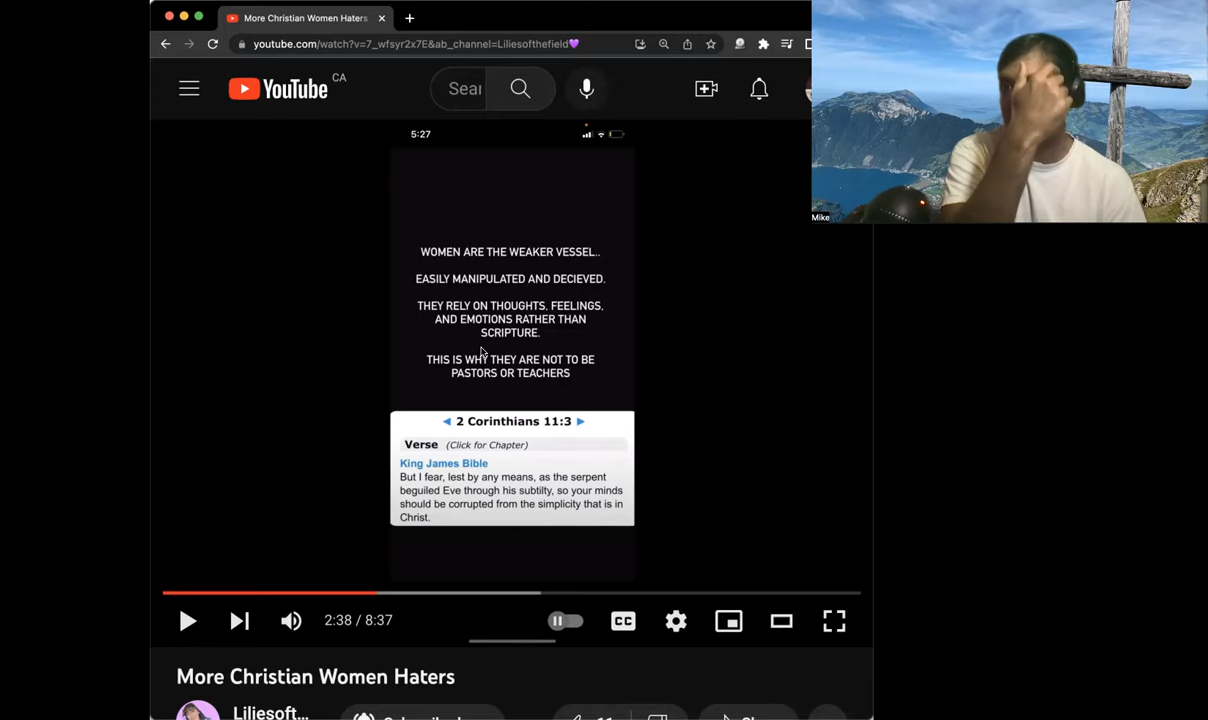 More Christian Women Haters
youtube.com/watch?v=7_wfsyr2x7E&ab_channel=Liliesofthefield💜
YouTube CA
Sear
5:27
WOMEN ARE THE WEAKER VESSEL..
EASILY MANIPULATED AND DECIEVED.
THEY RELY ON THOUGHTS, FEELINGS,
AND EMOTIONS RATHER THAN
SCRIPTURE.
THIS IS WHY THEY ARE NOT TO BE
PASTORS OR TEACHERS
2 Corinthians 11:3
Verse (Click for Chapter)
King James Bible
But I fear, lest by any means, as the serpent
beguiled Eve through his subtilty, so your minds
should be corrupted from the simplicity that is in
Christ.
Mike
2:38 / 8:37
CC
More Christian Women Haters
Liliesoft...